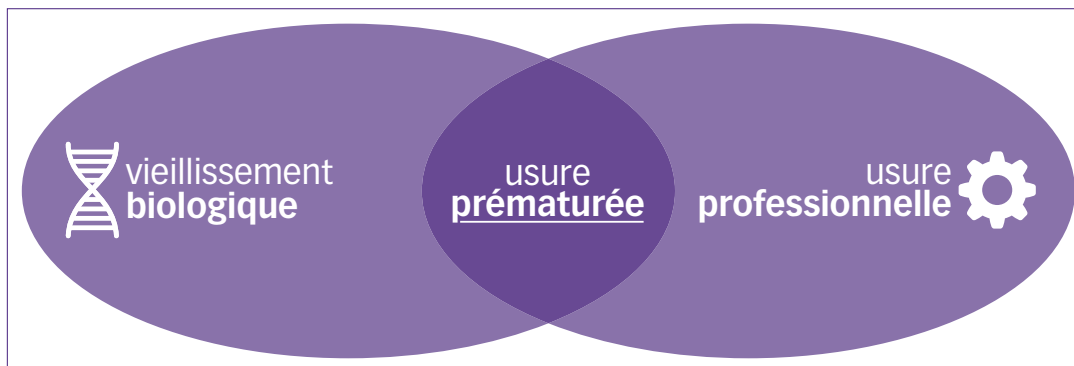 vieillissement
biologique
usure
prématurée
usure
professionnelle